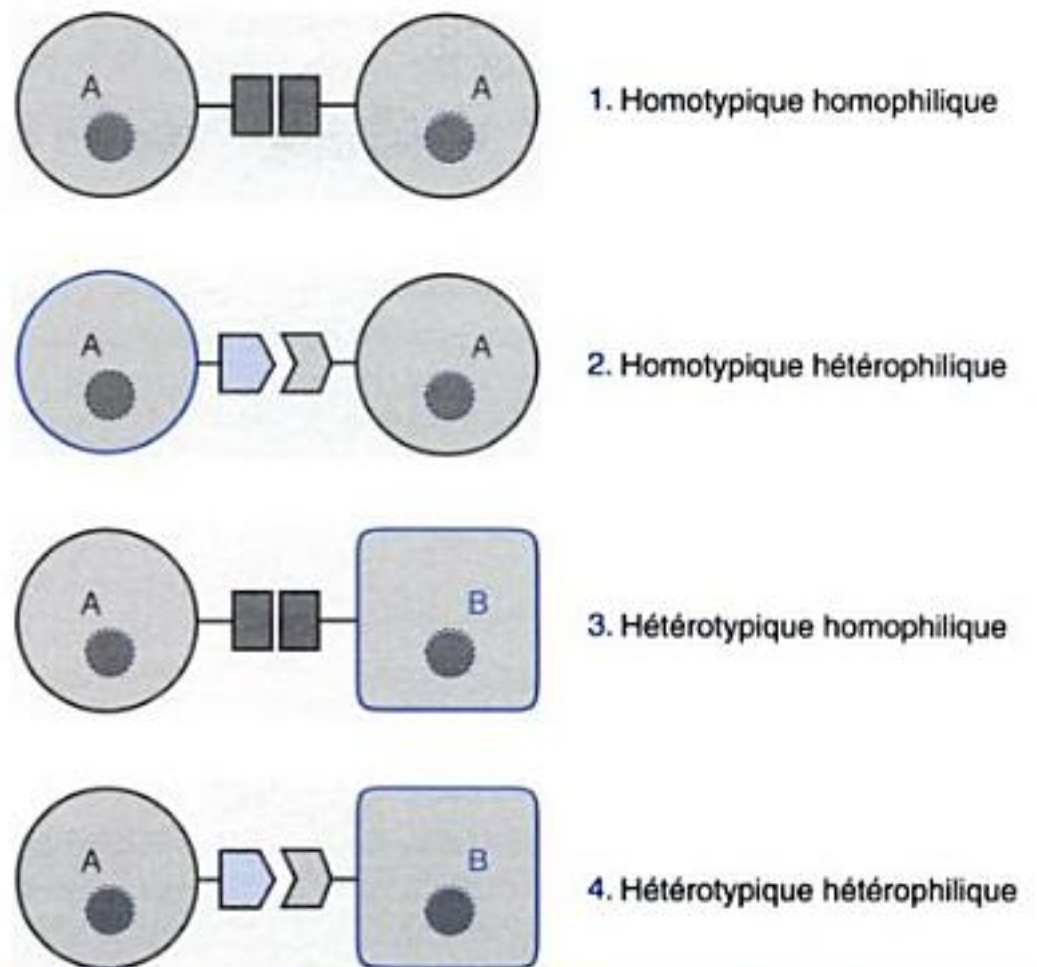 A A 1. Homotypique homophilique
A A 2. Homotypique hétérophilique
A B 3. Hétérotypique homophilique
A B 4. Hétérotypique hétérophilique